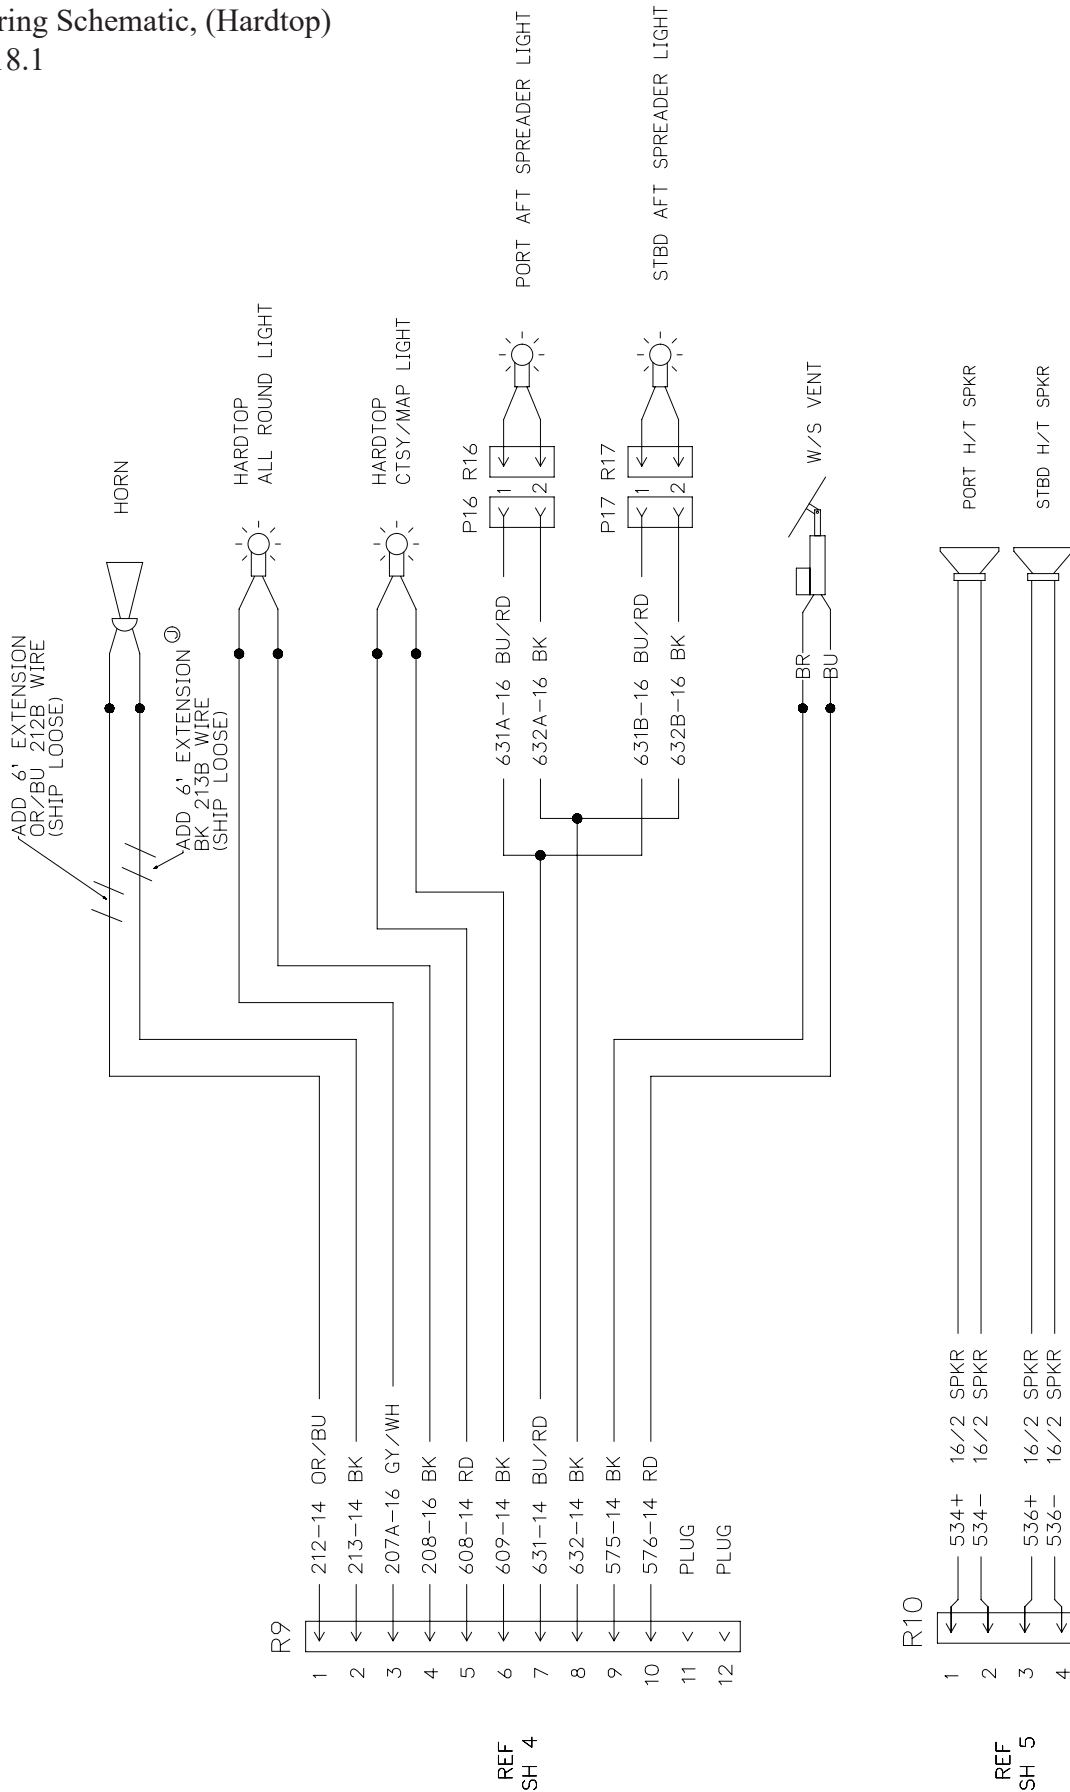 ring Schematic, (Hardtop)
8.1
ADD 6' EXTENSION
OR/BU 212B WIRE
(SHIP LOOSE)
HORN
ADD 6' EXTENSION
BK 213B WIRE
(SHIP LOOSE)
J
HARDTOP
ALL ROUND LIGHT
HARDTOP
CTSY/MAP LIGHT
PORT AFT SPREADER LIGHT
STBD AFT SPREADER LIGHT
P16 R16
1
2
P17 R17
1
2
631A-16 BU/RD
632A-16 BK
631B-16 BU/RD
632B-16 BK
W/S VENT
BR
BU
PORT H/T SPKR
STBD H/T SPKR
R9
1 212-14 OR/BU
2 213-14 BK
3 207A-16 GY/WH
4 208-16 BK
5 608-14 RD
6 609-14 BK
7 631-14 BU/RD
8 632-14 BK
9 575-14 BK
10 576-14 RD
11 PLUG
12 PLUG
REF
SH 4
R10
1 534+ 16/2 SPKR
2 534- 16/2 SPKR
3 536+ 16/2 SPKR
4 536- 16/2 SPKR
REF
SH 5